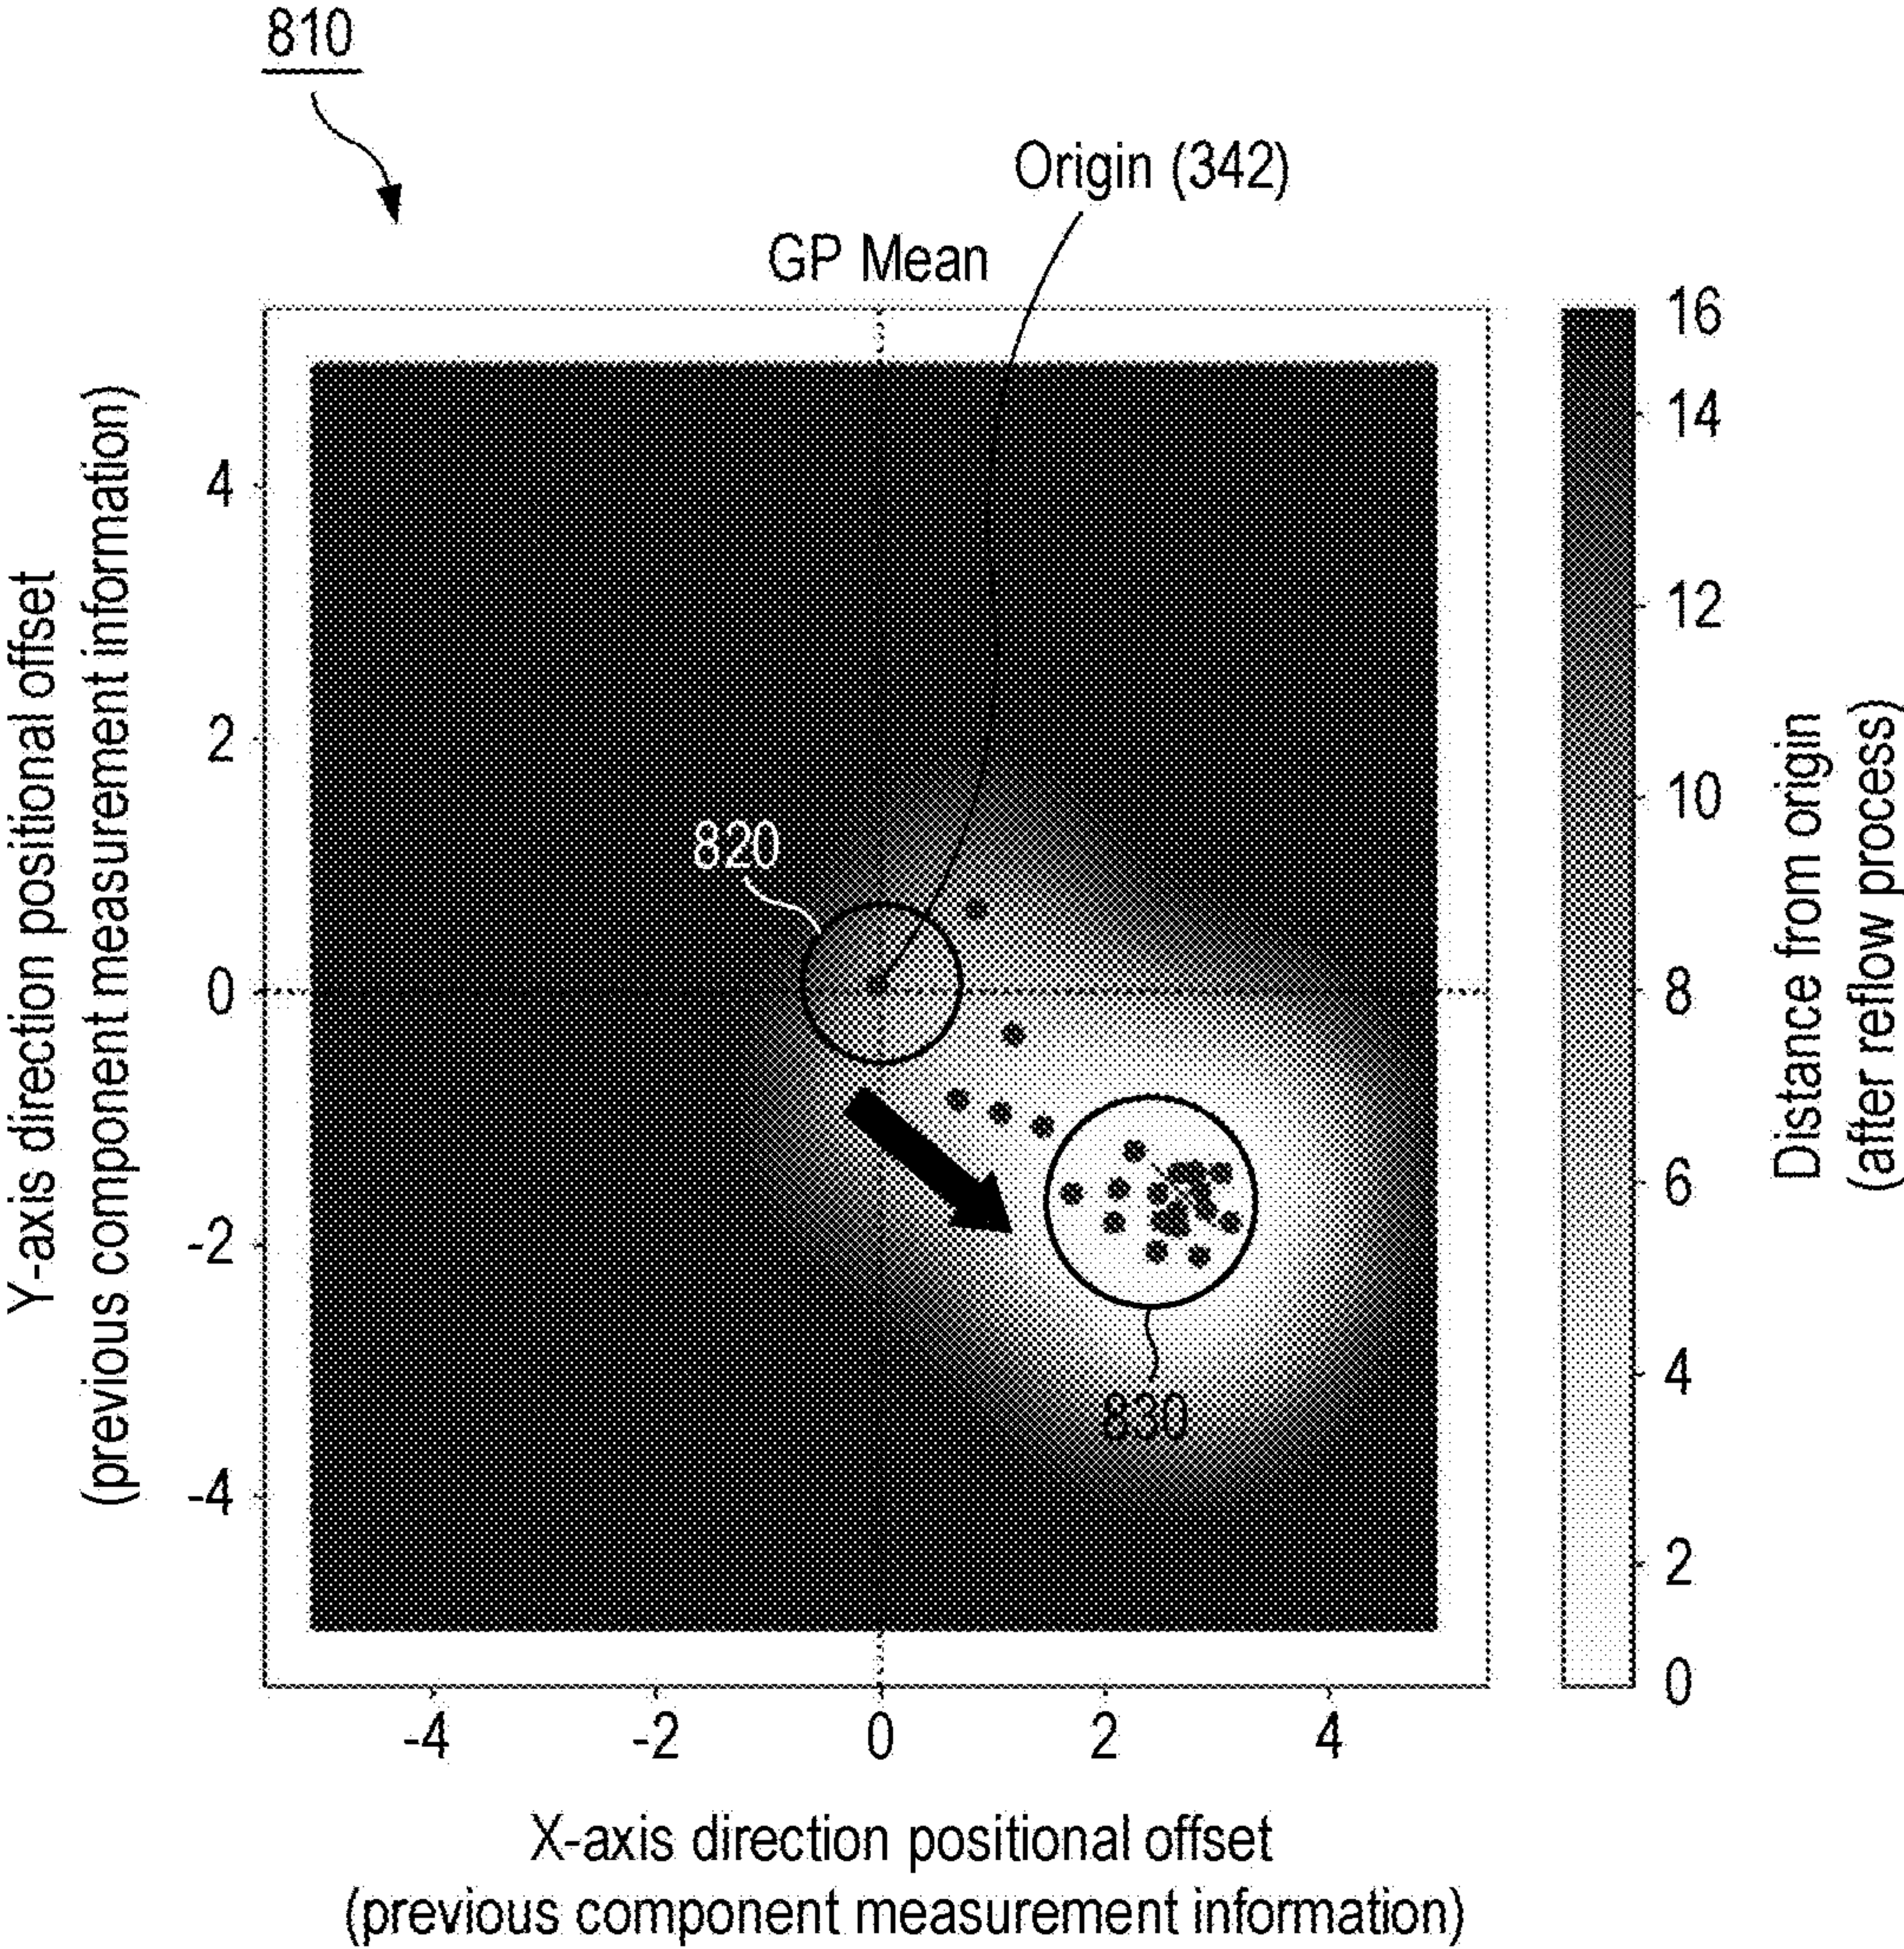 810
Origin (342)
GP Mean
Y-axis direction positional offset
(previous component measurement information)
4
2
0
-2
-4
820
830
-4
-2
0
2
4
X-axis direction positional offset
(previous component measurement information)
16
14
12
10
8
6
4
2
0
Distance from origin
(after reflow process)